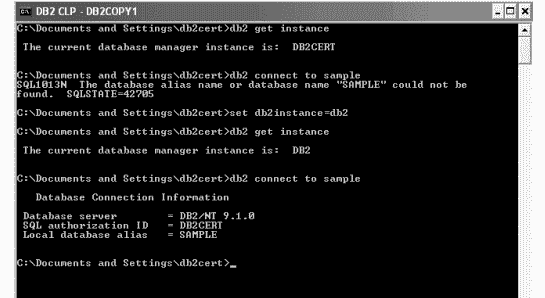 DB2 CLP - DB2COPY1
C:\Documents and Settings\db2cert>db2 get instance
The current database manager instance is:  DB2CERT
C:\Documents and Settings\db2cert>db2 connect to sample
SQL1013N  The database alias name or database name "SAMPLE" could not be
found.  SQLSTATE=42705
C:\Documents and Settings\db2cert>set db2instance=db2
C:\Documents and Settings\db2cert>db2 get instance
The current database manager instance is:  DB2
C:\Documents and Settings\db2cert>db2 connect to sample
Database Connection Information
Database server        = DB2/NT 9.1.0
SQL authorization ID   = DB2CERT
Local database alias   = SAMPLE
C:\Documents and Settings\db2cert>_